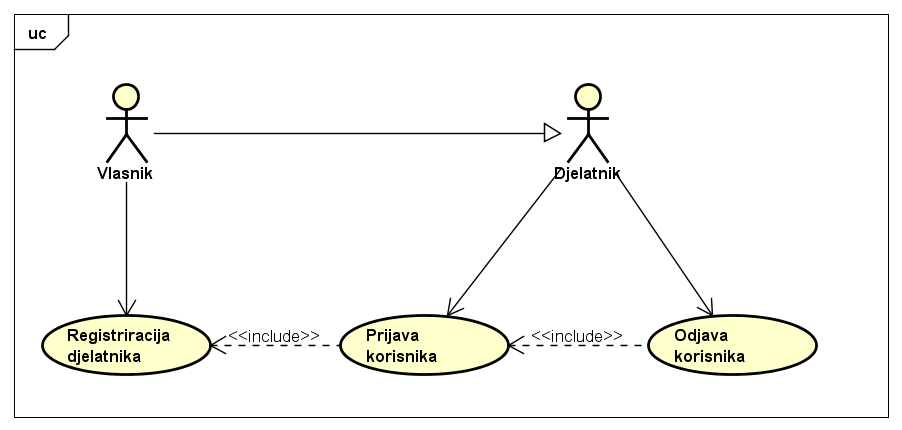 uc
Vlasnik
Djelatnik
Registriracija
djelatnika
<<include>>
Prijava
korisnika
<<include>>
Odjava
korisnika